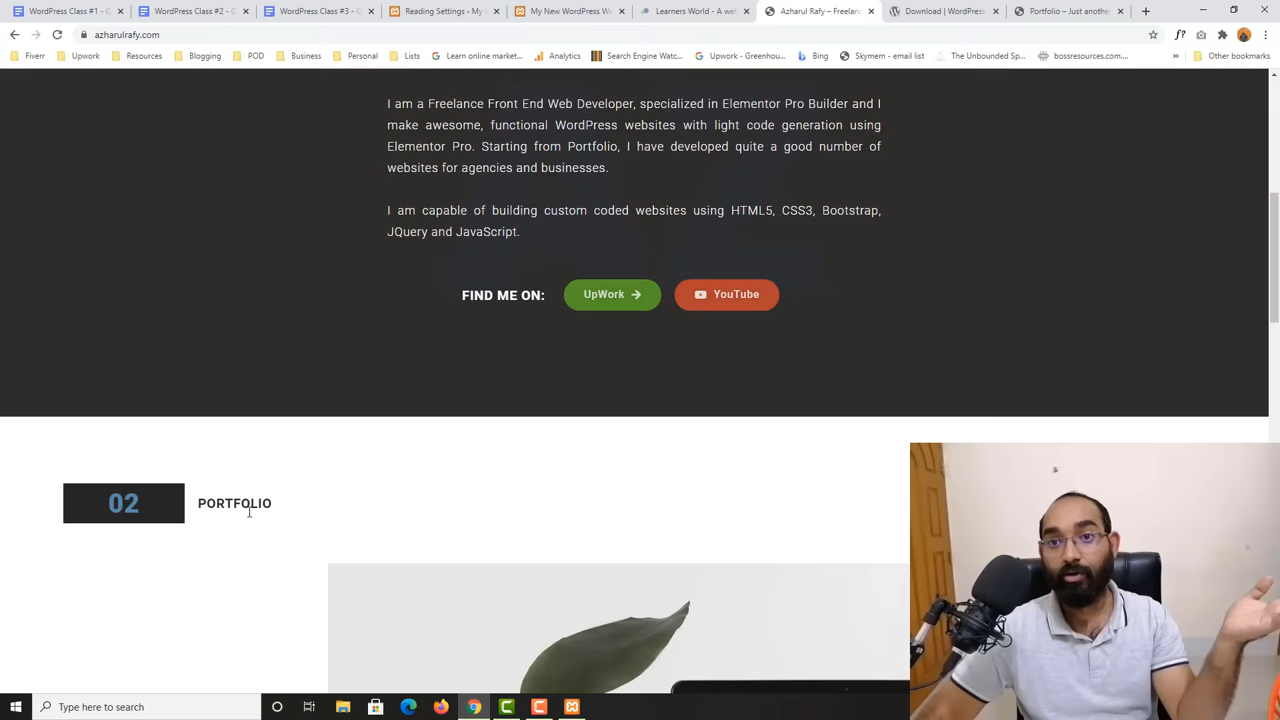 WordPress Class #1 - G
WordPress Class #2 - G
WordPress Class #3 - G
Reading Settings ‹ My
My New WordPress We
Learners World - A wel
Azharul Rafy – Freelanc
Download | WordPress
Portfolio – Just anothe
azharulrafy.com
f?
Fiverr
Upwork
Resources
Blogging
POD
Business
Personal
Lists
Learn online market...
Analytics
Search Engine Watc...
Upwork - Greenhou...
Bing
Skymem - email list
The Unbounded Sp...
bossresources.com...
»
Other bookmarks
I am a Freelance Front End Web Developer, specialized in Elementor Pro Builder and I
make awesome, functional WordPress websites with light code generation using
Elementor Pro. Starting from Portfolio, I have developed quite a good number of
websites for agencies and businesses.
I am capable of building custom coded websites using HTML5, CSS3, Bootstrap,
JQuery and JavaScript.
FIND ME ON:
UpWork
YouTube
02
PORTFOLIO
Type here to search